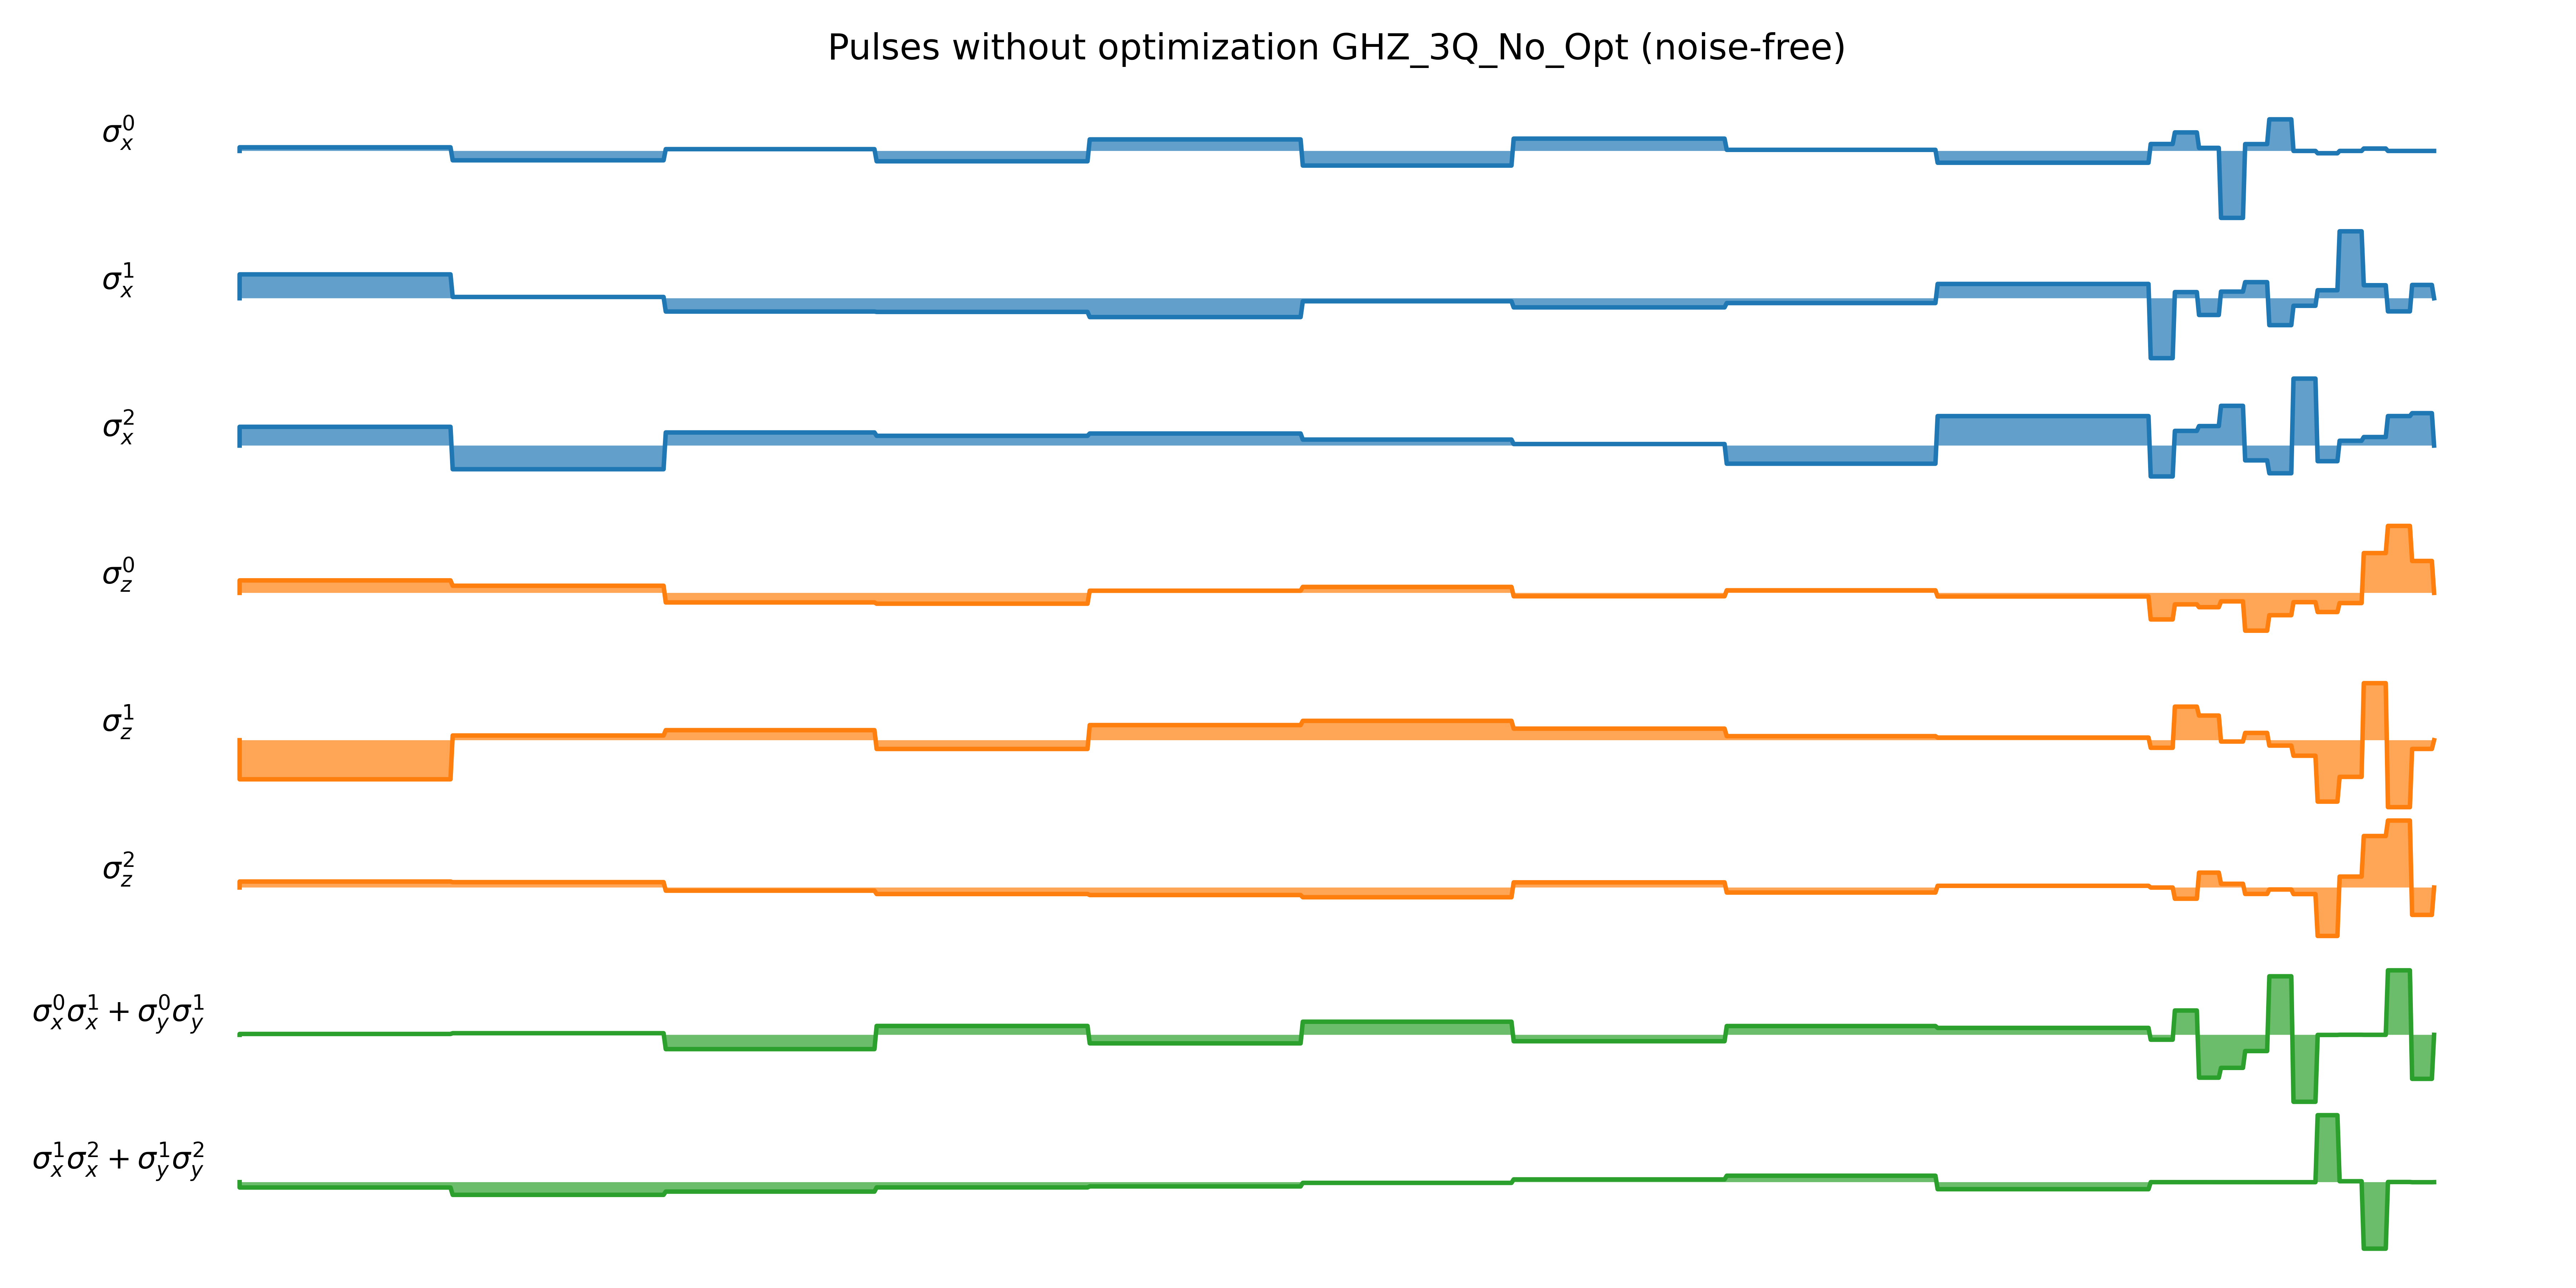 Pulses without optimization GHZ_3Q_No_Opt (noise-free)
σ_x^0
σ_x^1
σ_x^2
σ_z^0
σ_z^1
σ_z^2
σ_x^0σ_x^1 + σ_y^0σ_y^1
σ_x^1σ_x^2 + σ_y^1σ_y^2